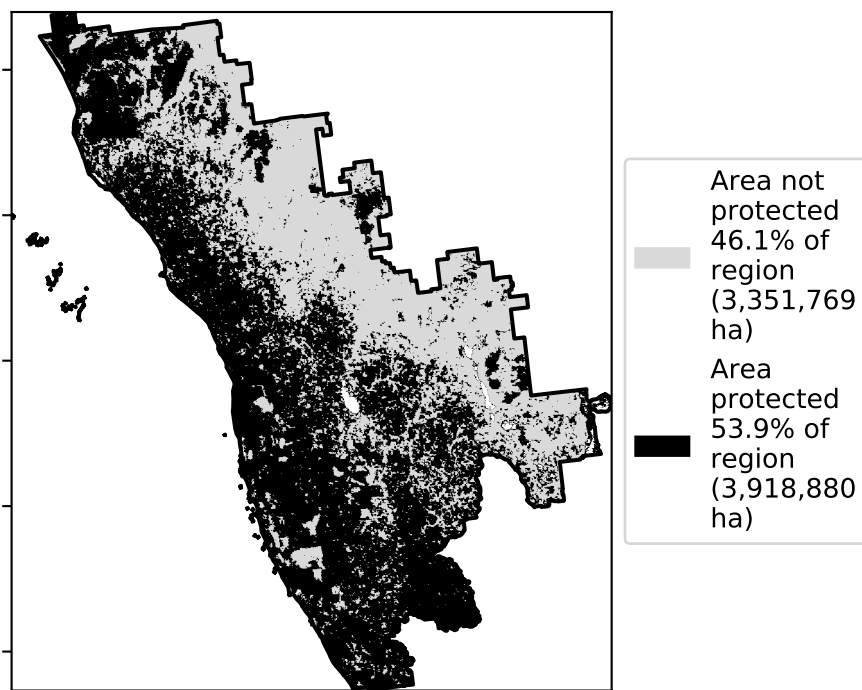 Area not
protected
46.1% of
region
(3,351,769
ha)
Area
protected
53.9% of
region
(3,918,880
ha)